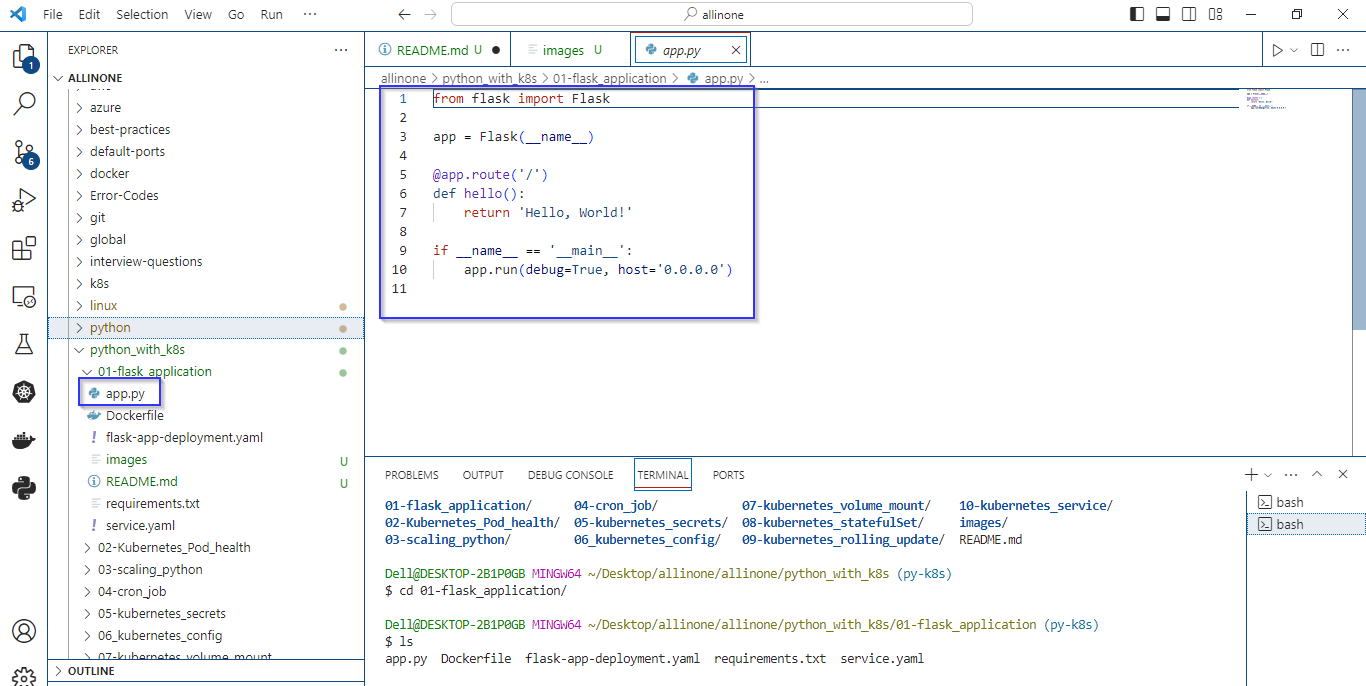 File Edit Selection View Go Run ··· allinone
EXPLORER ···
ALLINONE
azure
best-practices
default-ports
docker
Error-Codes
git
global
interview-questions
k8s
linux
python
python_with_k8s
01-flask_application
app.py
Dockerfile
! flask-app-deployment.yaml
images U
README.md U
requirements.txt
! service.yaml
02-Kubernetes_Pod_health
03-scaling_python
04-cron_job
05-kubernetes_secrets
06_kubernetes_config
07-kubernetes_volume_mount
OUTLINE
1
6
README.md U ● images U app.py ×
allinone > python_with_k8s > 01-flask_application > app.py > ...
1 from flask import Flask
2
3 app = Flask(__name__)
4
5 @app.route('/')
6 def hello():
7 return 'Hello, World!'
8
9 if __name__ == '__main__':
10 app.run(debug=True, host='0.0.0.0')
11
PROBLEMS OUTPUT DEBUG CONSOLE TERMINAL PORTS
01-flask_application/ 04-cron_job/ 07-kubernetes_volume_mount/ 10-kubernetes_service/
02-Kubernetes_Pod_health/ 05-kubernetes_secrets/ 08-kubernetes_statefulSet/ images/
03-scaling_python/ 06_kubernetes_config/ 09-kubernetes_rolling_update/ README.md
Dell@DESKTOP-2B1P0GB MINGW64 ~/Desktop/allinone/allinone/python_with_k8s (py-k8s)
$ cd 01-flask_application/
Dell@DESKTOP-2B1P0GB MINGW64 ~/Desktop/allinone/allinone/python_with_k8s/01-flask_application (py-k8s)
$ ls
app.py Dockerfile flask-app-deployment.yaml requirements.txt service.yaml
bash
bash